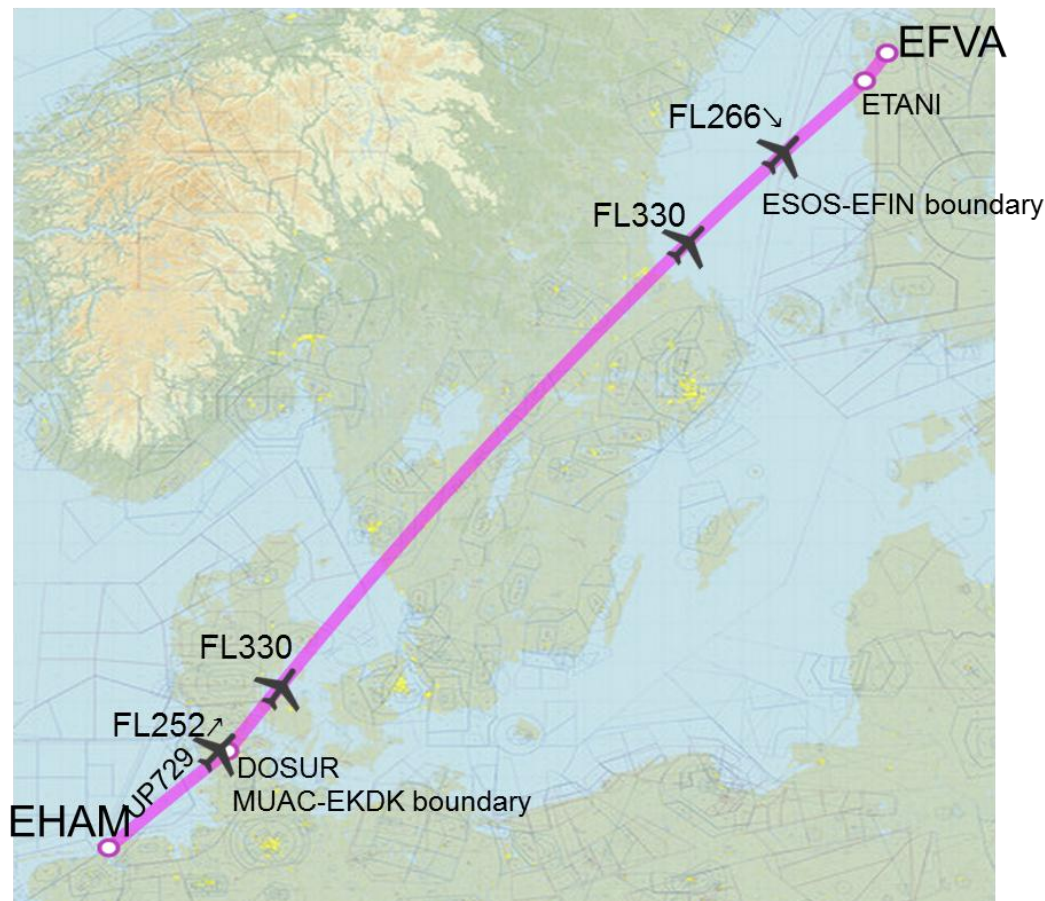 EFVA
ETANI
FL266↘
ESOS-EFIN boundary
FL330
FL330
FL252↗
UP729
DOSUR
MUAC-EKDK boundary
EHAM